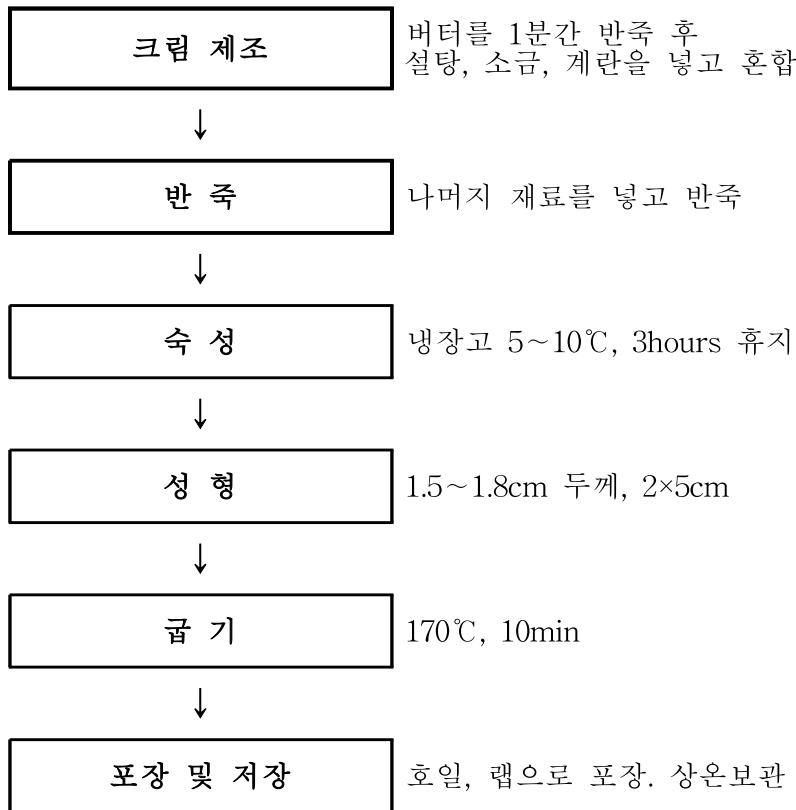 크림 제조
버터를 1분간 반죽 후
설탕, 소금, 계란을 넣고 혼합
↓
반 죽
나머지 재료를 넣고 반죽
↓
숙 성
냉장고 5~10℃, 3hours 휴지
↓
성 형
1.5~1.8cm 두께, 2×5cm
↓
굽 기
170℃, 10min
↓
포장 및 저장
호일, 랩으로 포장. 상온보관